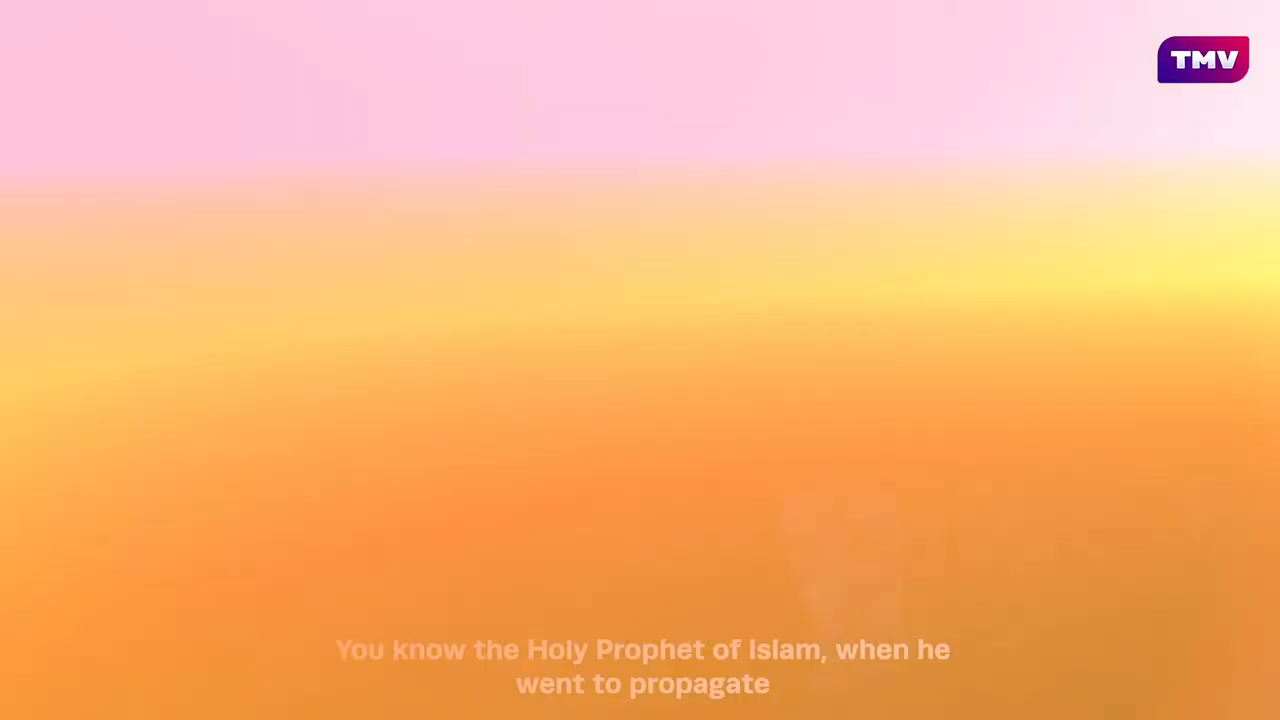 TMV
You know the Holy Prophet of Islam, when he
went to propagate